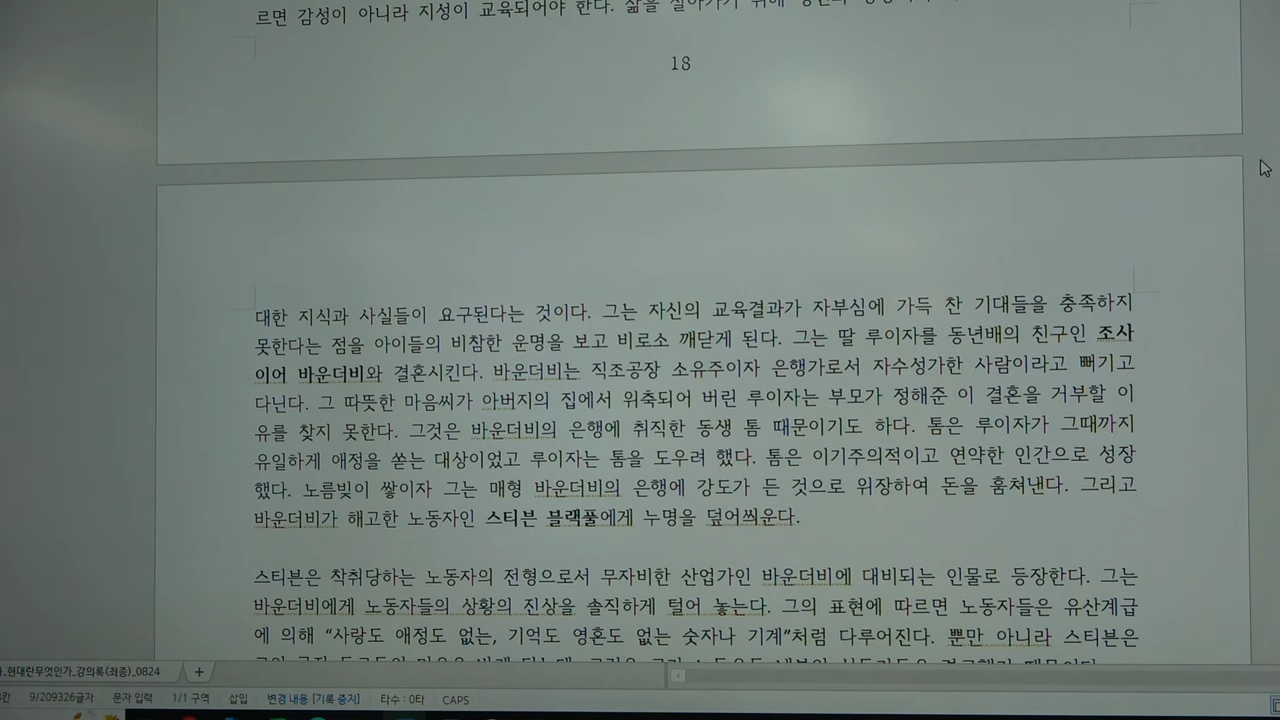 르면 감성이 아니라 지성이 교육되어야 한다. 삶을 살아가기 위해
18
대한 지식과 사실들이 요구된다는 것이다. 그는 자신의 교육결과가 자부심에 가득 찬 기대들을 충족하지
못한다는 점을 아이들의 비참한 운명을 보고 비로소 깨닫게 된다. 그는 딸 루이자를 동년배의 친구인 조사
이어 바운더비와 결혼시킨다. 바운더비는 직조공장 소유주이자 은행가로서 자수성가한 사람이라고 뻐기고
다닌다. 그 따뜻한 마음씨가 아버지의 집에서 위축되어 버린 루이자는 부모가 정해준 이 결혼을 거부할 이
유를 찾지 못한다. 그것은 바운더비의 은행에 취직한 동생 톰 때문이기도 하다. 톰은 루이자가 그때까지
유일하게 애정을 쏟는 대상이었고 루이자는 톰을 도우려 했다. 톰은 이기주의적이고 연약한 인간으로 성장
했다. 노름빚이 쌓이자 그는 매형 바운더비의 은행에 강도가 든 것으로 위장하여 돈을 훔쳐낸다. 그리고
바운더비가 해고한 노동자인 스티븐 블랙풀에게 누명을 덮어씌운다.
스티븐은 착취당하는 노동자의 전형으로서 무자비한 산업가인 바운더비에 대비되는 인물로 등장한다. 그는
바운더비에게 노동자들의 상황의 진상을 솔직하게 털어 놓는다. 그의 표현에 따르면 노동자들은 유산계급
에 의해 “사랑도 애정도 없는, 기억도 영혼도 없는 숫자나 기계”처럼 다루어진다. 뿐만 아니라 스티븐은
_현대란무엇인가_강의록(최종)_0824 +
9/209326글자 문자 입력 1/1 구역 삽입 변경 내용 [기록 중지] 타수 : 0타 CAPS